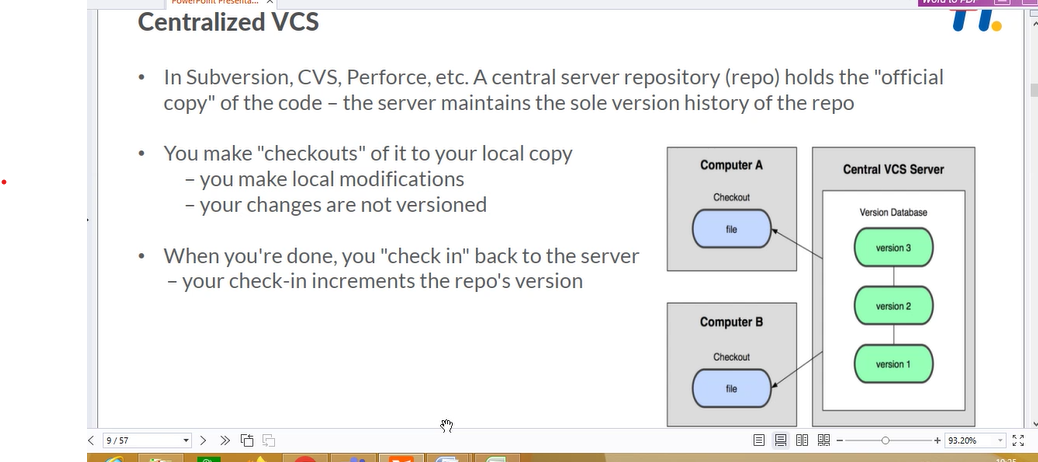 PowerPoint Presenta...
Word to PDF
Centralized VCS
• In Subversion, CVS, Perforce, etc. A central server repository (repo) holds the "official
copy" of the code – the server maintains the sole version history of the repo
• You make "checkouts" of it to your local copy
– you make local modifications
– your changes are not versioned
• When you're done, you "check in" back to the server
– your check-in increments the repo's version
Computer A
Checkout
file
Computer B
Checkout
file
Central VCS Server
Version Database
version 3
version 2
version 1
9 / 57
93.20%